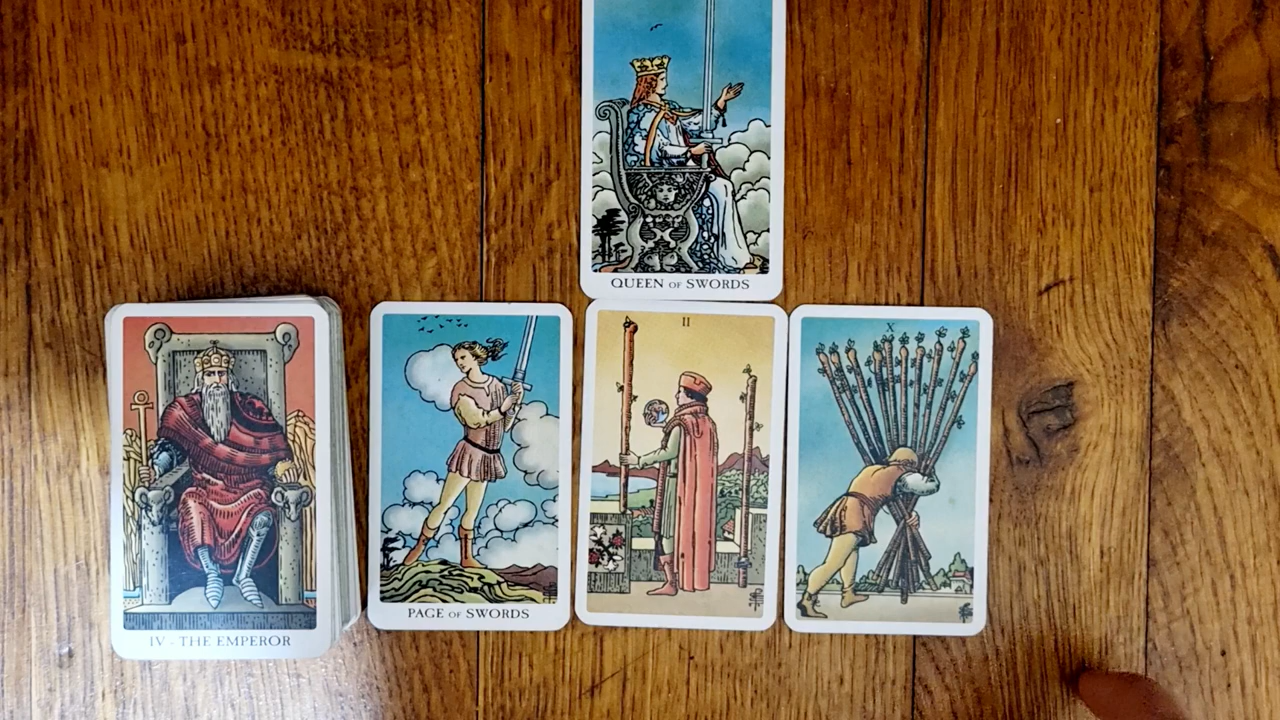 QUEEN OF SWORDS
IV - THE EMPEROR
PAGE OF SWORDS
II
X